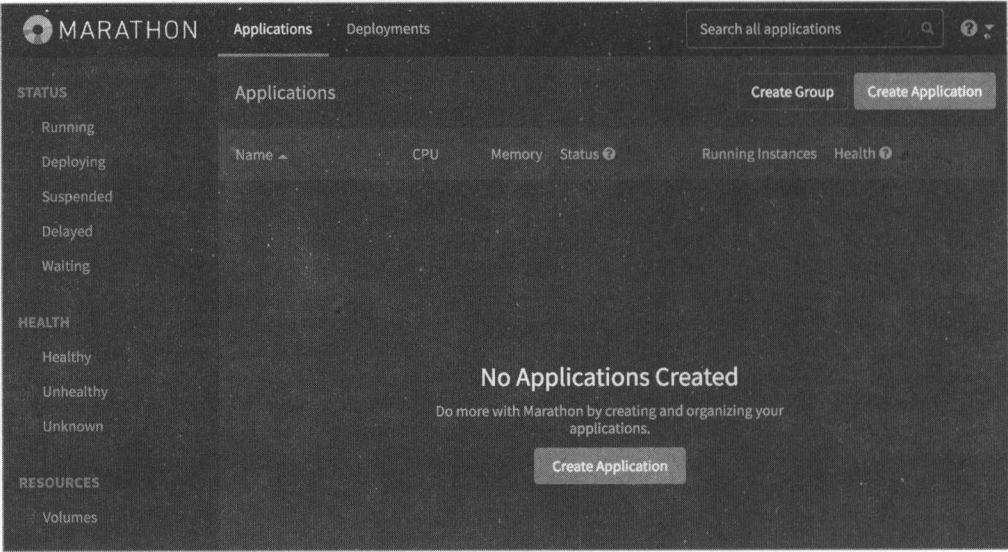 MARATHON
Applications
Deployments
Search all applications
STATUS
Running
Deploying
Suspended
Delayed
Waiting
HEALTH
Healthy
Unhealthy
Unknown
RESOURCES
Volumes
Applications
Create Group
Create Application
Name
CPU
Memory
Status ?
Running Instances
Health ?
No Applications Created
Do more with Marathon by creating and organizing your
applications.
Create Application